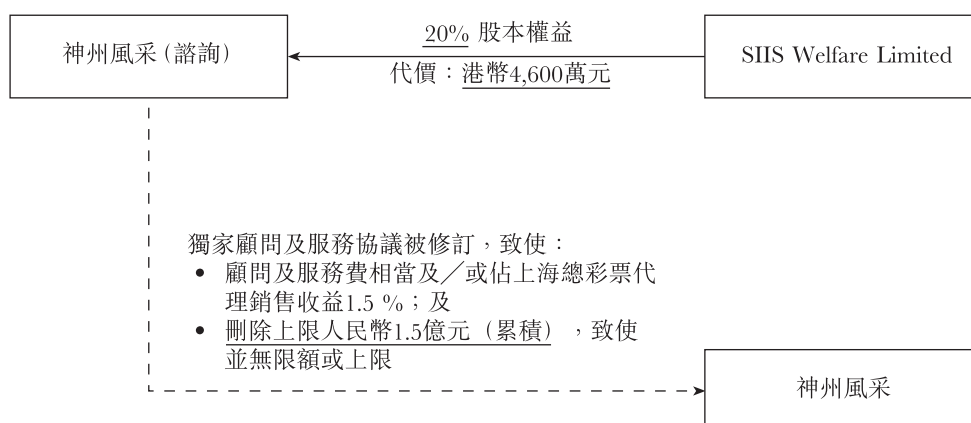 神州風采（諮詢）
20% 股本權益
代價：港幣4,600萬元
SIIS Welfare Limited
獨家顧問及服務協議被修訂，致使：
• 顧問及服務費相當及／或佔上海總彩票代
理銷售收益1.5 %；及
• 刪除上限人民幣1.5億元（累積），致使
並無限額或上限
神州風采